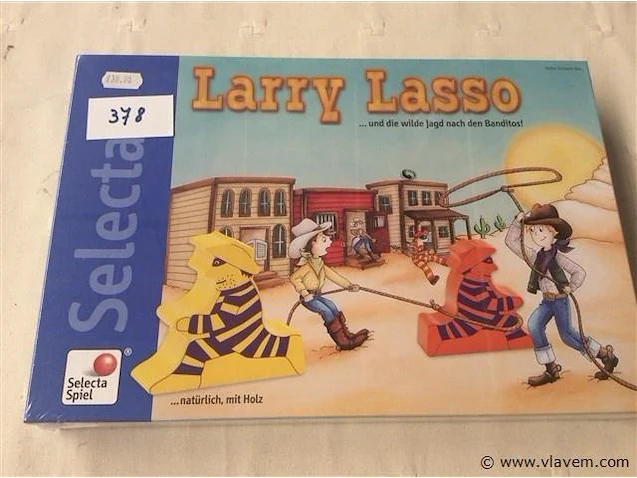 378
Larry Lasso
... und die wilde Jagd nach den Banditos!
Selecta
Selecta
Spiel
®
...natürlich, mit Holz
© www.vlavem.com